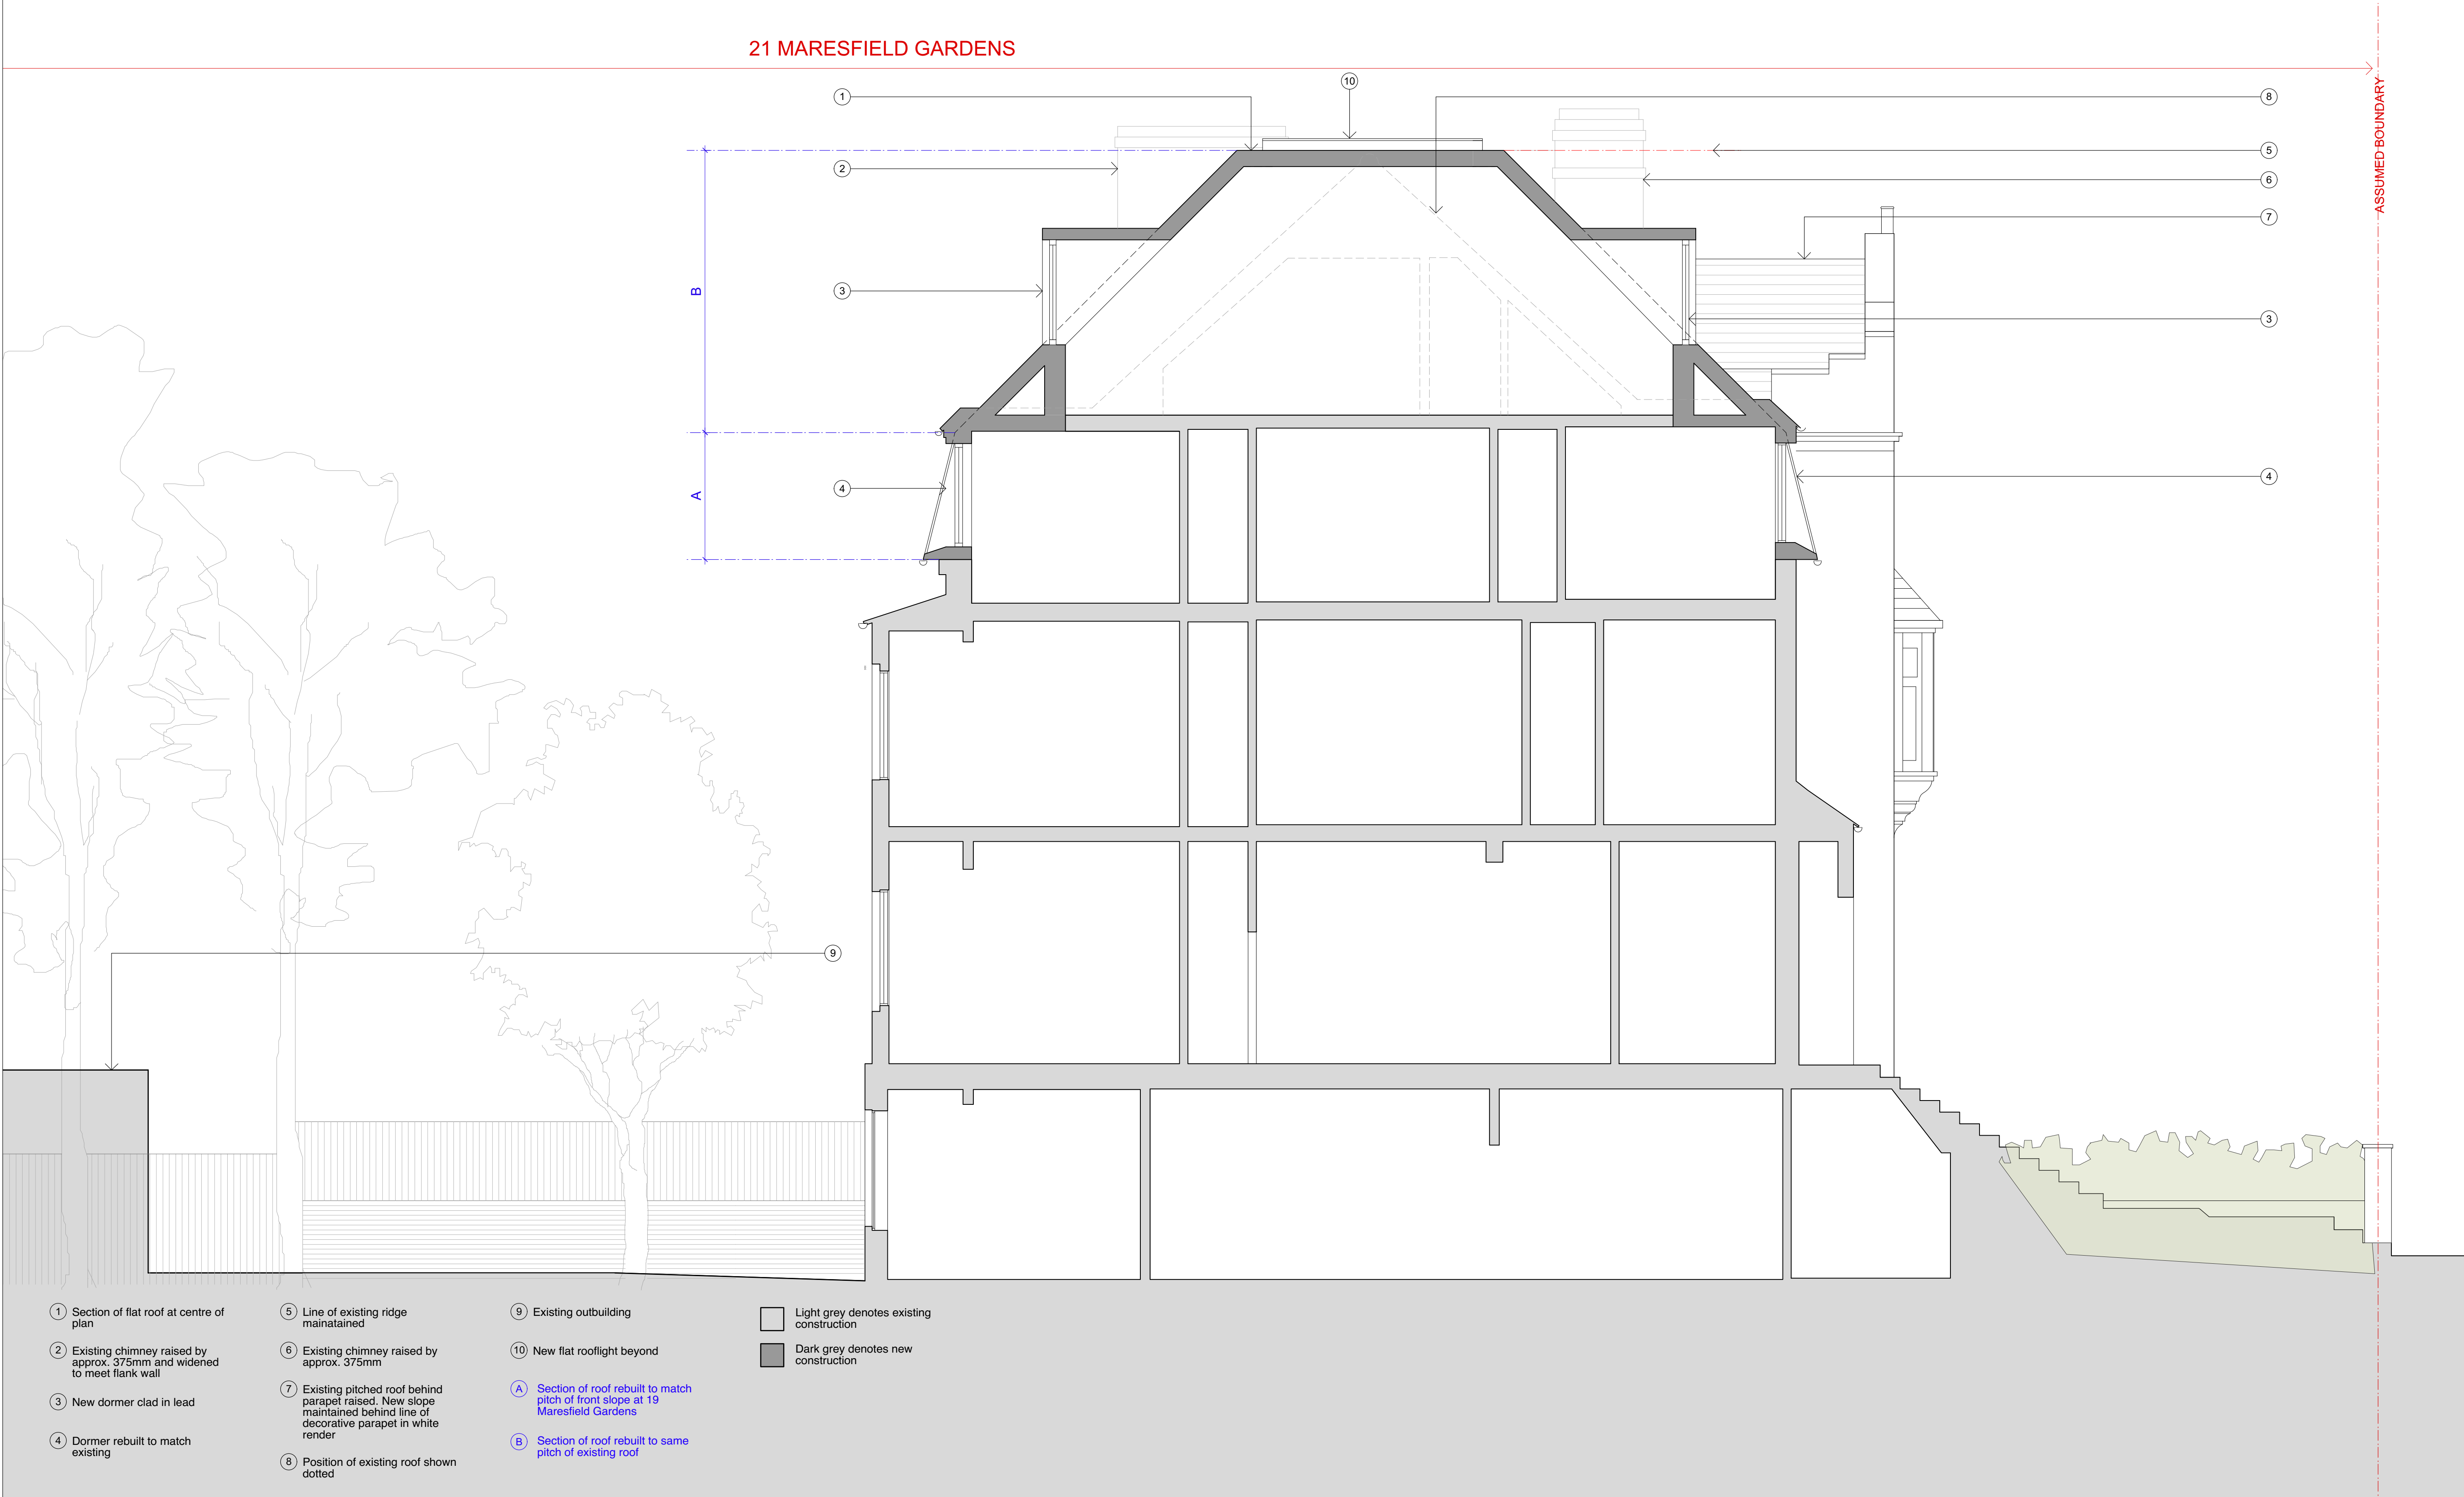 21 MARESFIELD GARDENS
ASSUMED BOUNDARY
10
1
8
2
5
6
7
B
3
3
A
4
4
9
1 Section of flat roof at centre of
plan
2 Existing chimney raised by
approx. 375mm and widened
to meet flank wall
3 New dormer clad in lead
4 Dormer rebuilt to match
existing
5 Line of existing ridge
mainatained
6 Existing chimney raised by
approx. 375mm
7 Existing pitched roof behind
parapet raised. New slope
maintained behind line of
decorative parapet in white
render
8 Position of existing roof shown
dotted
9 Existing outbuilding
10 New flat rooflight beyond
A Section of roof rebuilt to match
pitch of front slope at 19
Maresfield Gardens
B Section of roof rebuilt to same
pitch of existing roof
Light grey denotes existing
construction
Dark grey denotes new
construction